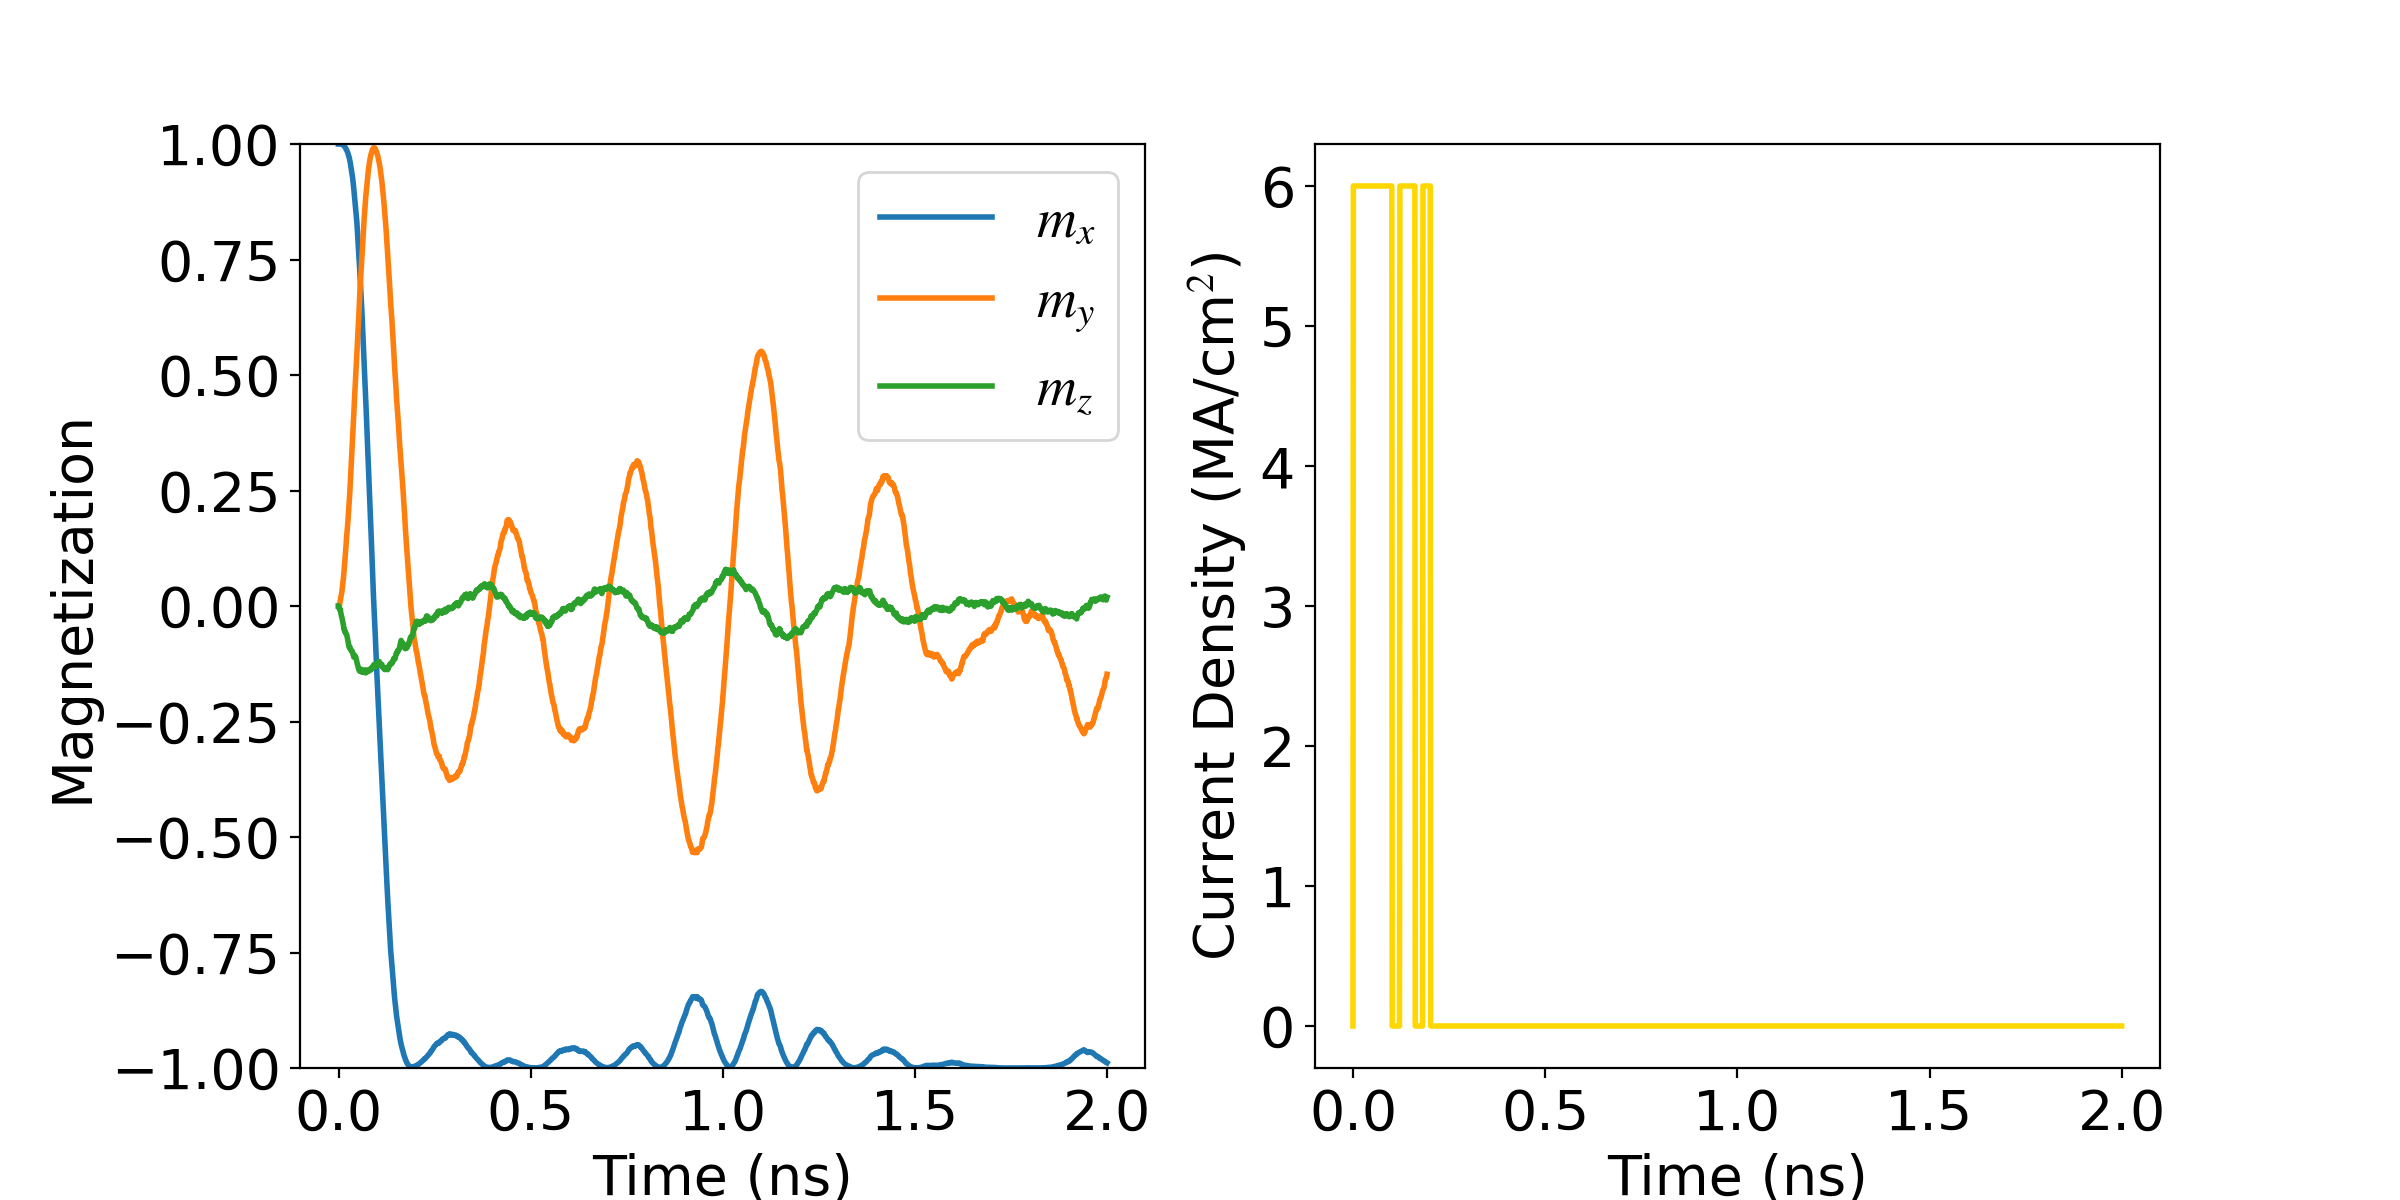 Magnetization
1.00
0.75
0.50
0.25
0.00
−0.25
−0.50
−0.75
−1.00
0.0 0.5 1.0 1.5 2.0
Time (ns)
m_x
m_y
m_z
Current Density (MA/cm²)
6
5
4
3
2
1
0
0.0 0.5 1.0 1.5 2.0
Time (ns)